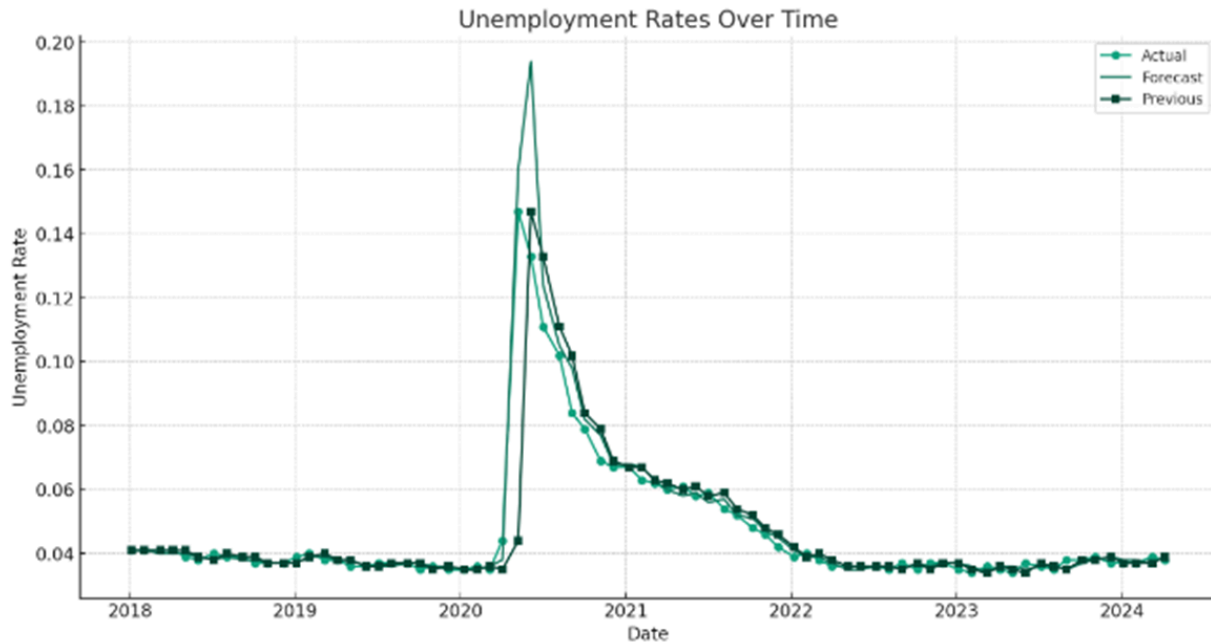 Unemployment Rates Over Time
Actual
Forecast
Previous
Unemployment Rate
0.20
0.18
0.16
0.14
0.12
0.10
0.08
0.06
0.04
2018 2019 2020 2021 2022 2023 2024
Date